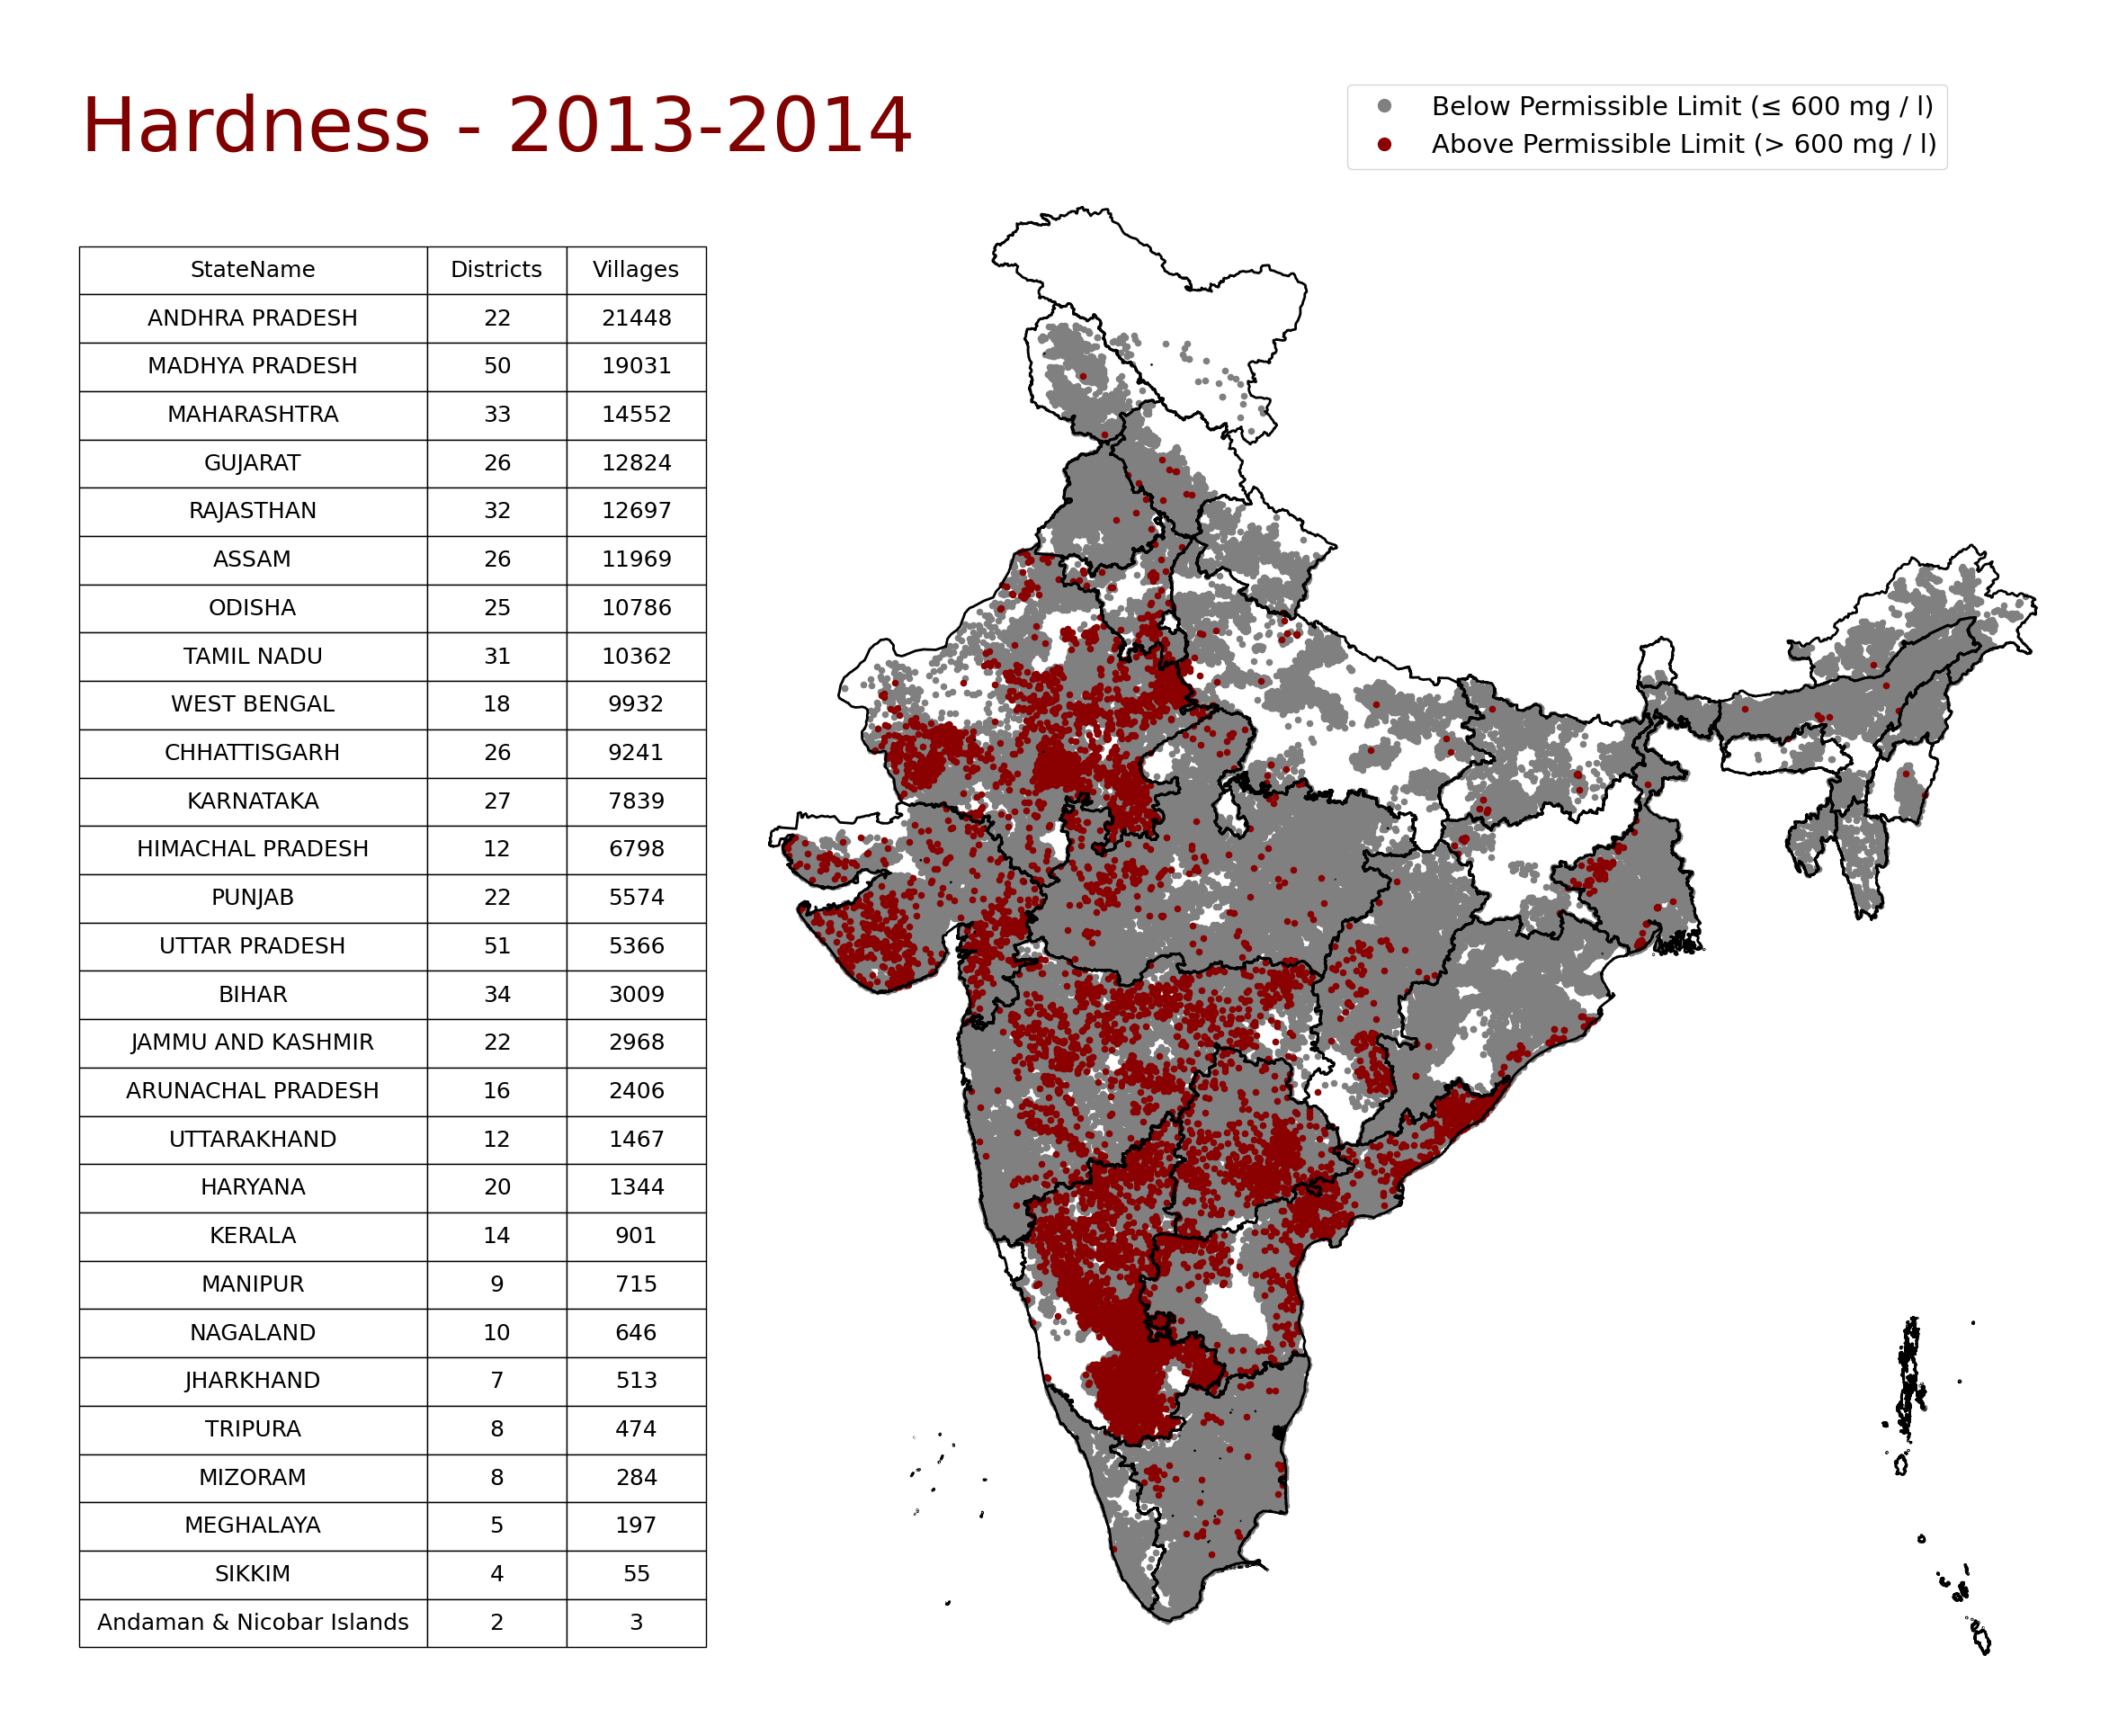 Hardness - 2013-2014
Below Permissible Limit (≤ 600 mg / l)
Above Permissible Limit (> 600 mg / l)
StateName Districts Villages
ANDHRA PRADESH 22 21448
MADHYA PRADESH 50 19031
MAHARASHTRA 33 14552
GUJARAT 26 12824
RAJASTHAN 32 12697
ASSAM 26 11969
ODISHA 25 10786
TAMIL NADU 31 10362
WEST BENGAL 18 9932
CHHATTISGARH 26 9241
KARNATAKA 27 7839
HIMACHAL PRADESH 12 6798
PUNJAB 22 5574
UTTAR PRADESH 51 5366
BIHAR 34 3009
JAMMU AND KASHMIR 22 2968
ARUNACHAL PRADESH 16 2406
UTTARAKHAND 12 1467
HARYANA 20 1344
KERALA 14 901
MANIPUR 9 715
NAGALAND 10 646
JHARKHAND 7 513
TRIPURA 8 474
MIZORAM 8 284
MEGHALAYA 5 197
SIKKIM 4 55
Andaman & Nicobar Islands 2 3